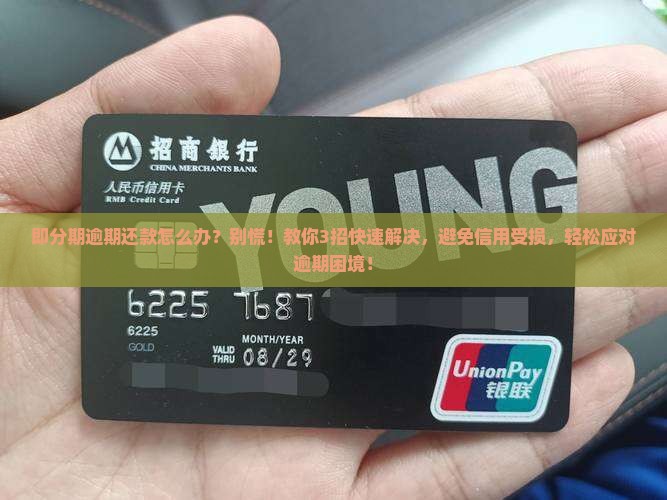 招商银行
CHINA MERCHANTS BANK
人民币信用卡
RMB Credit Card
YOUNG
即分期逾期还款怎么办？别慌！教你3招快速解决，避免信用受损，轻松应对
逾期困境！
6225 7687
6225
GOLD
MONTH/YEAR
VALID
THRU
08/29
UnionPay
银联